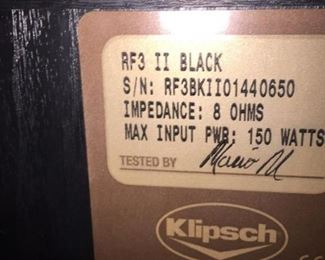 RF3 II BLACK
S/N: RF3BKII01440650
IMPEDANCE: 8 OHMS
MAX INPUT PWR: 150 WATTS
TESTED BY
Klipsch